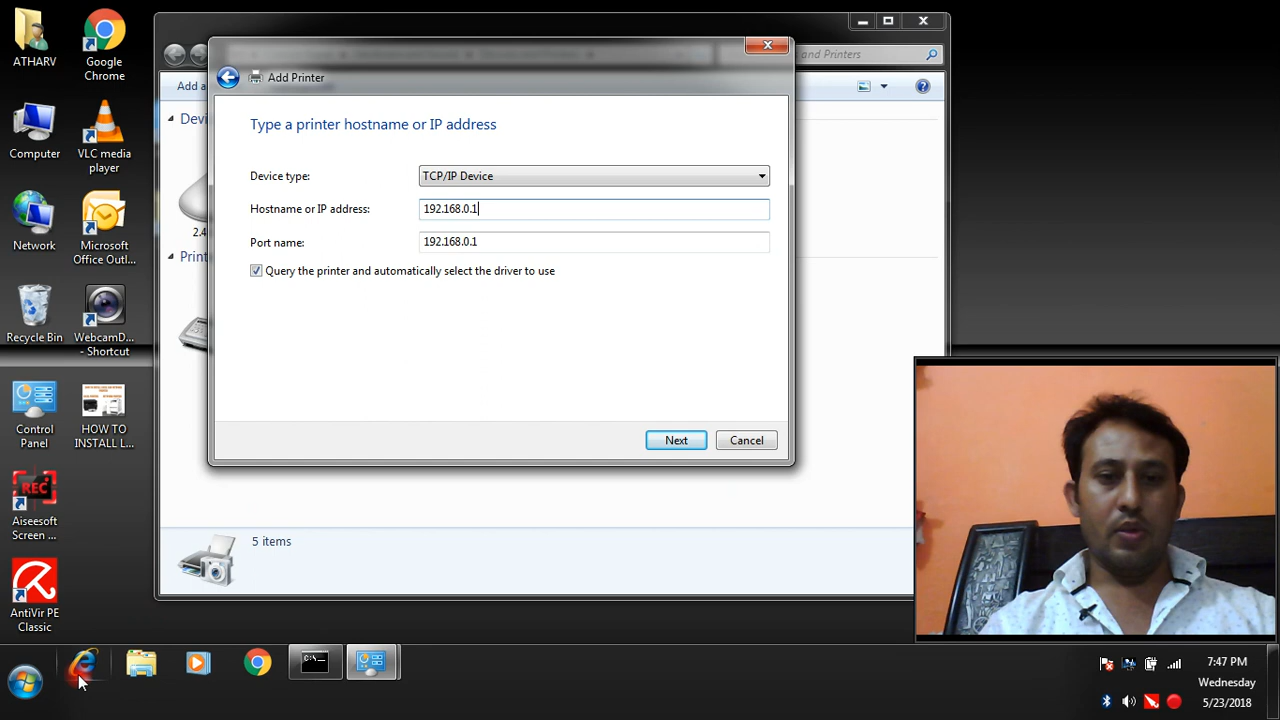 ATHARV
Google
Chrome
Computer
VLC media
player
Network
Microsoft
Office Outl...
Recycle Bin
WebcamD...
- Shortcut
Control
Panel
HOW TO
INSTALL L...
REC
Aiseesoft
Screen ...
AntiVir PE
Classic
and Printers
Add a
Devi
2.4
Print
Add Printer
Type a printer hostname or IP address
Device type:
TCP/IP Device
Hostname or IP address:
192.168.0.1
Port name:
192.168.0.1
Query the printer and automatically select the driver to use
Next
Cancel
5 items
C:\_
7:47 PM
Wednesday
5/23/2018